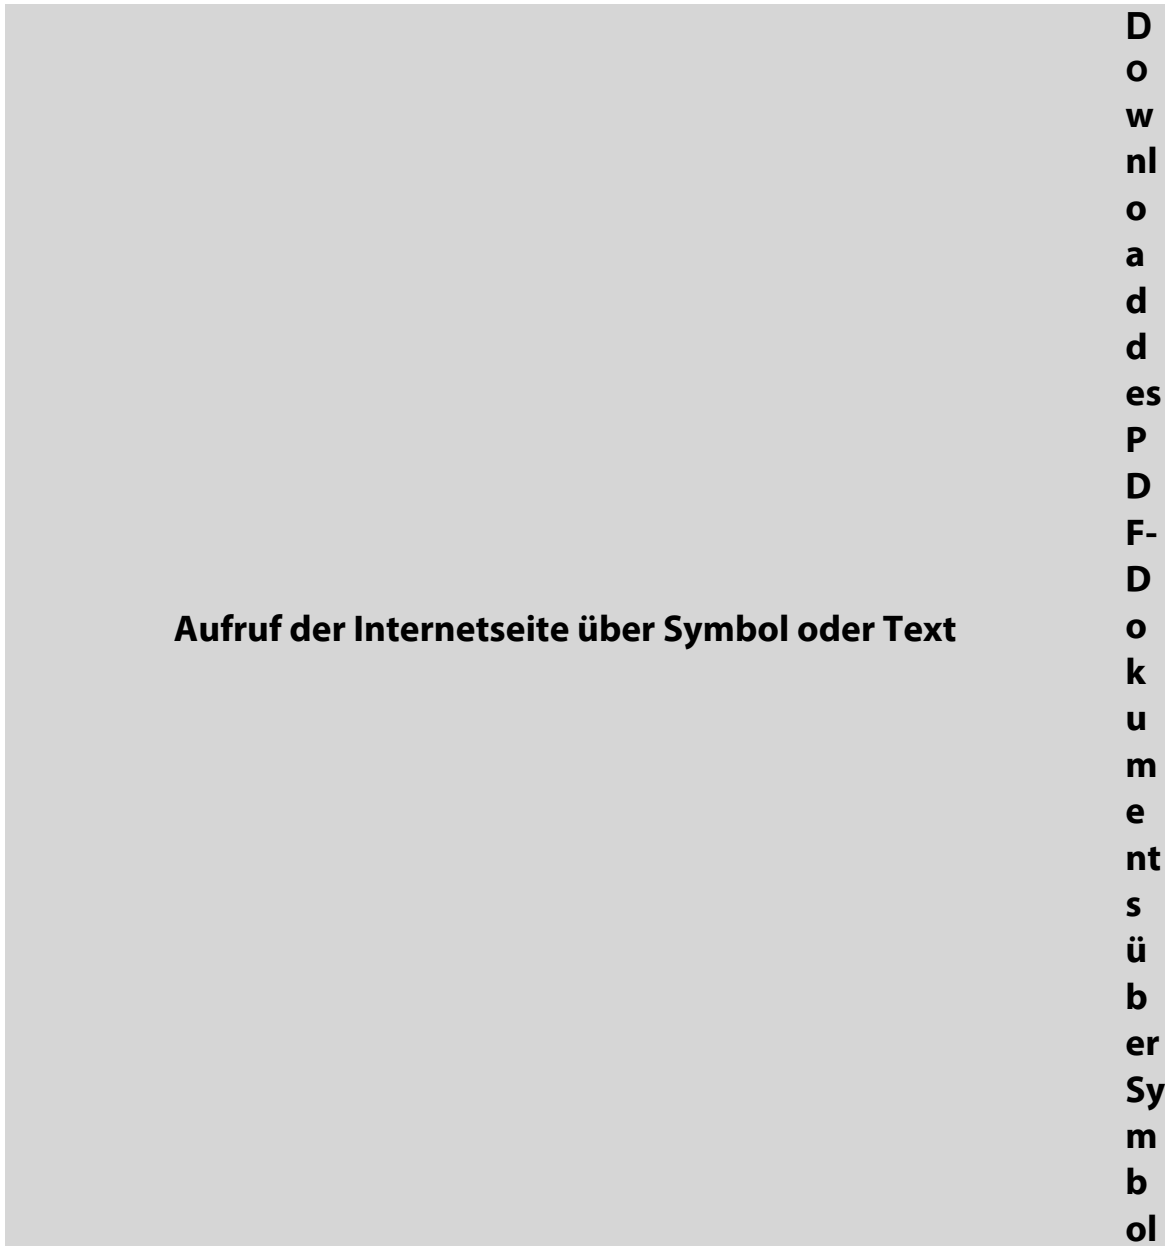 Aufruf der Internetseite über Symbol oder Text
D
o
w
nl
o
a
d
d
es
P
D
F-
D
o
k
u
m
e
nt
s
ü
b
er
Sy
m
b
ol